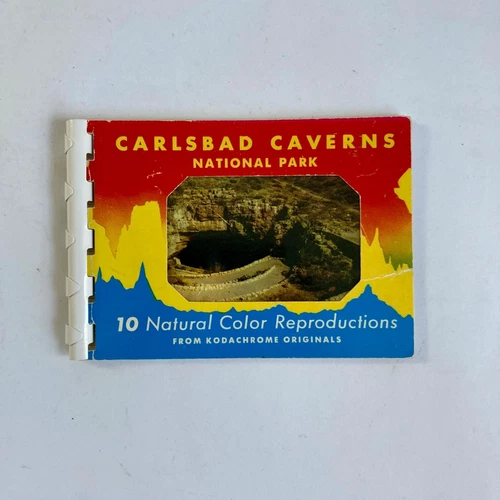 CARLSBAD CAVERNS
NATIONAL PARK
10 Natural Color Reproductions
FROM KODACHROME ORIGINALS